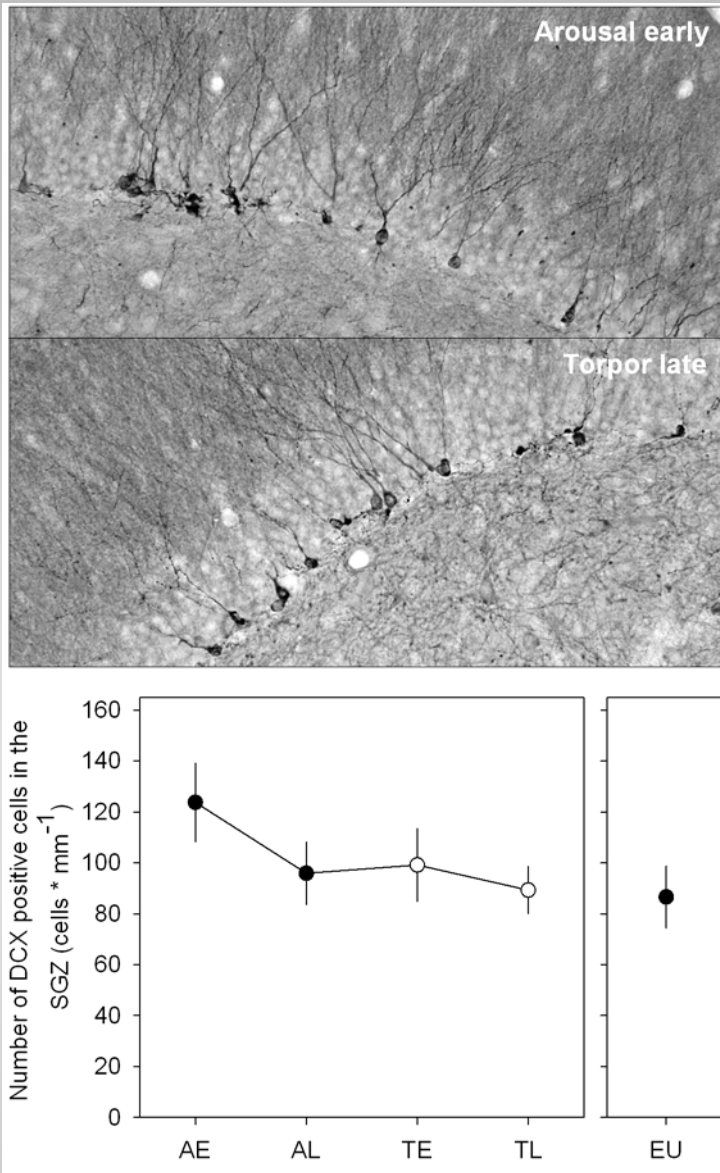 Arousal early
Torpor late
Number of DCX positive cells in the
SGZ (cells * mm⁻¹)
160
140
120
100
80
60
40
20
0
AE AL TE TL EU